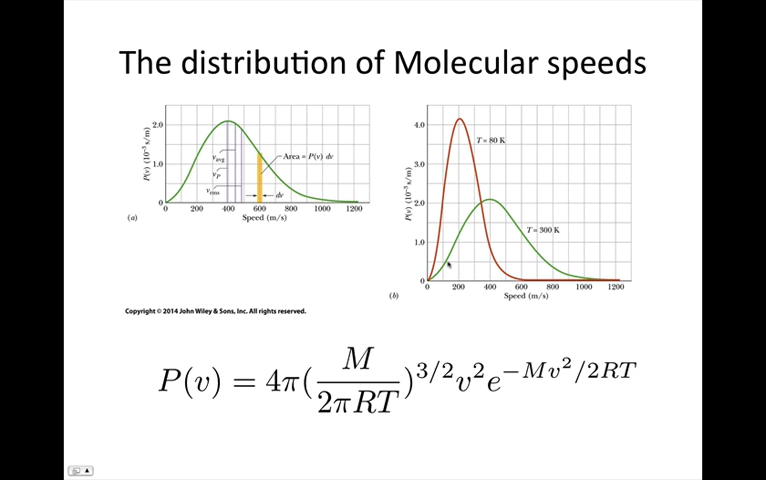 The distribution of Molecular speeds
P(v) (10⁻³ s/m)
2.0
1.0
0
v_avg
v_P
v_rms
Area = P(v) dv
dv
0 200 400 600 800 1000 1200
Speed (m/s)
(a)
P(v) (10⁻³ s/m)
4.0
3.0
2.0
1.0
0
T = 80 K
T = 300 K
0 200 400 600 800 1000 1200
Speed (m/s)
(b)
Copyright © 2014 John Wiley & Sons, Inc. All rights reserved.
P(v) = 4π(M/2πRT)^{3/2}v²e^{−Mv²/2RT}